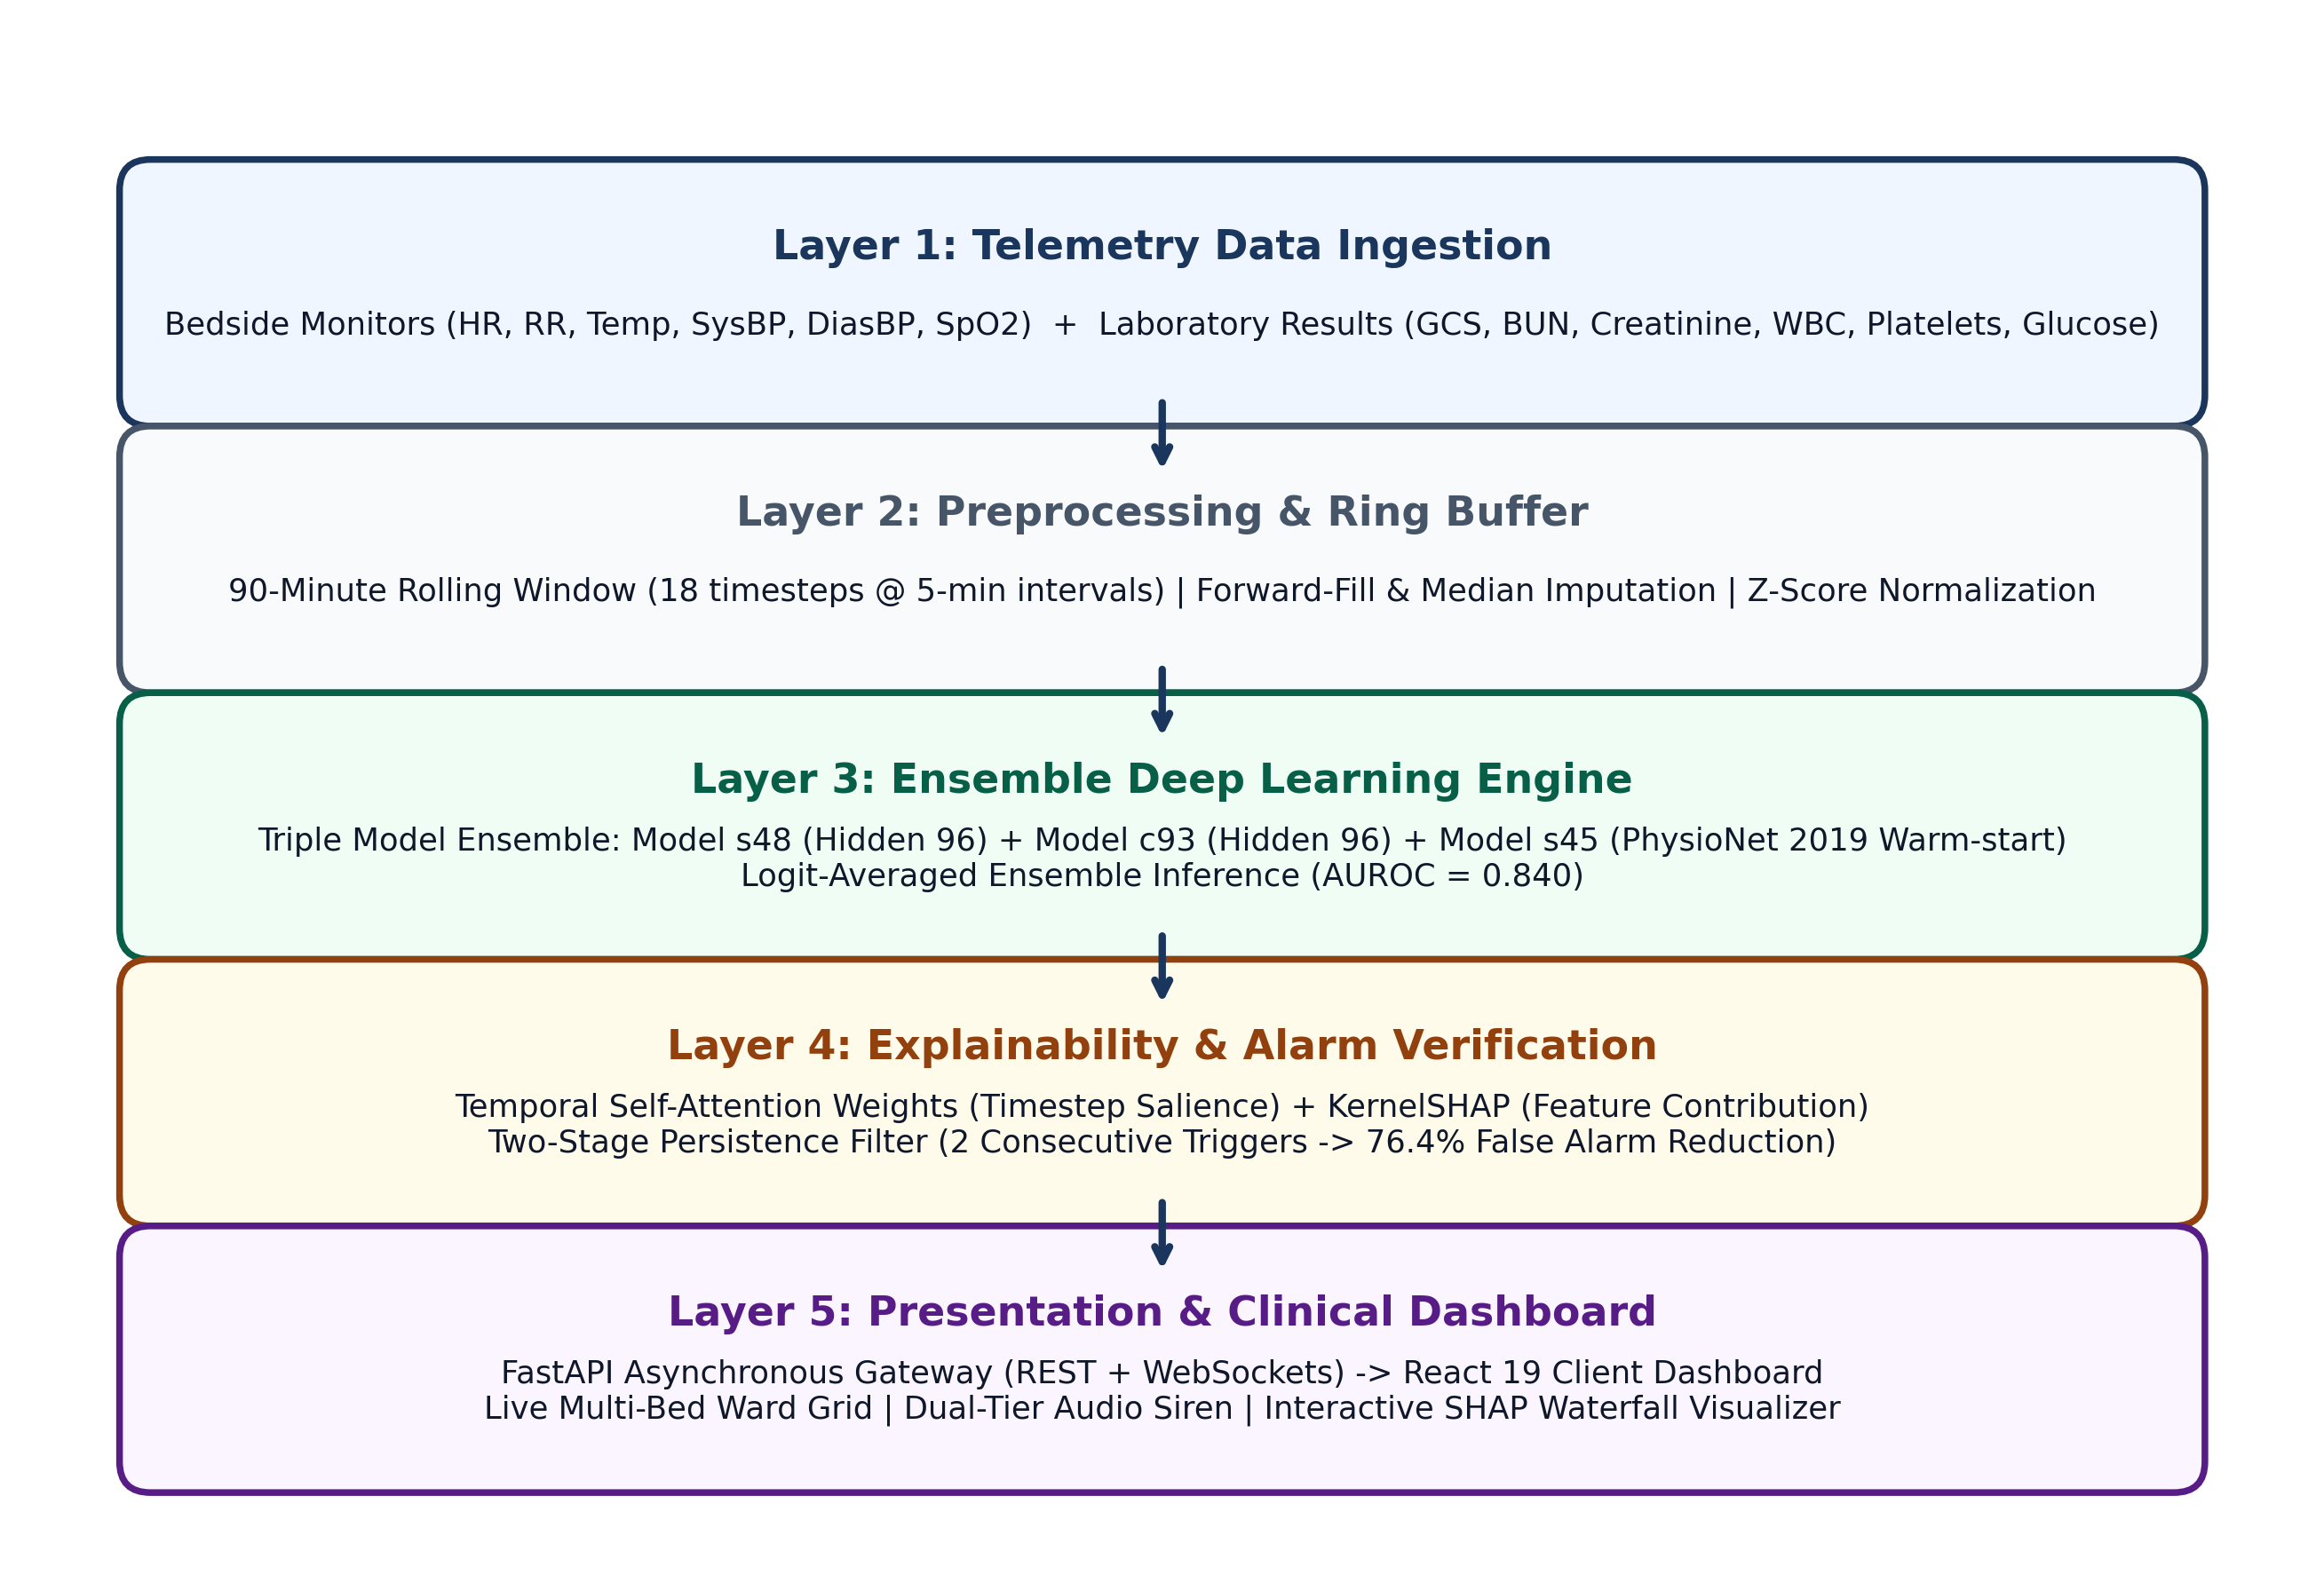 Layer 1: Telemetry Data Ingestion
Bedside Monitors (HR, RR, Temp, SysBP, DiasBP, SpO2) + Laboratory Results (GCS, BUN, Creatinine, WBC, Platelets, Glucose)
Layer 2: Preprocessing & Ring Buffer
90-Minute Rolling Window (18 timesteps @ 5-min intervals) | Forward-Fill & Median Imputation | Z-Score Normalization
Layer 3: Ensemble Deep Learning Engine
Triple Model Ensemble: Model s48 (Hidden 96) + Model c93 (Hidden 96) + Model s45 (PhysioNet 2019 Warm-start)
Logit-Averaged Ensemble Inference (AUROC = 0.840)
Layer 4: Explainability & Alarm Verification
Temporal Self-Attention Weights (Timestep Salience) + KernelSHAP (Feature Contribution)
Two-Stage Persistence Filter (2 Consecutive Triggers -> 76.4% False Alarm Reduction)
Layer 5: Presentation & Clinical Dashboard
FastAPI Asynchronous Gateway (REST + WebSockets) -> React 19 Client Dashboard
Live Multi-Bed Ward Grid | Dual-Tier Audio Siren | Interactive SHAP Waterfall Visualizer